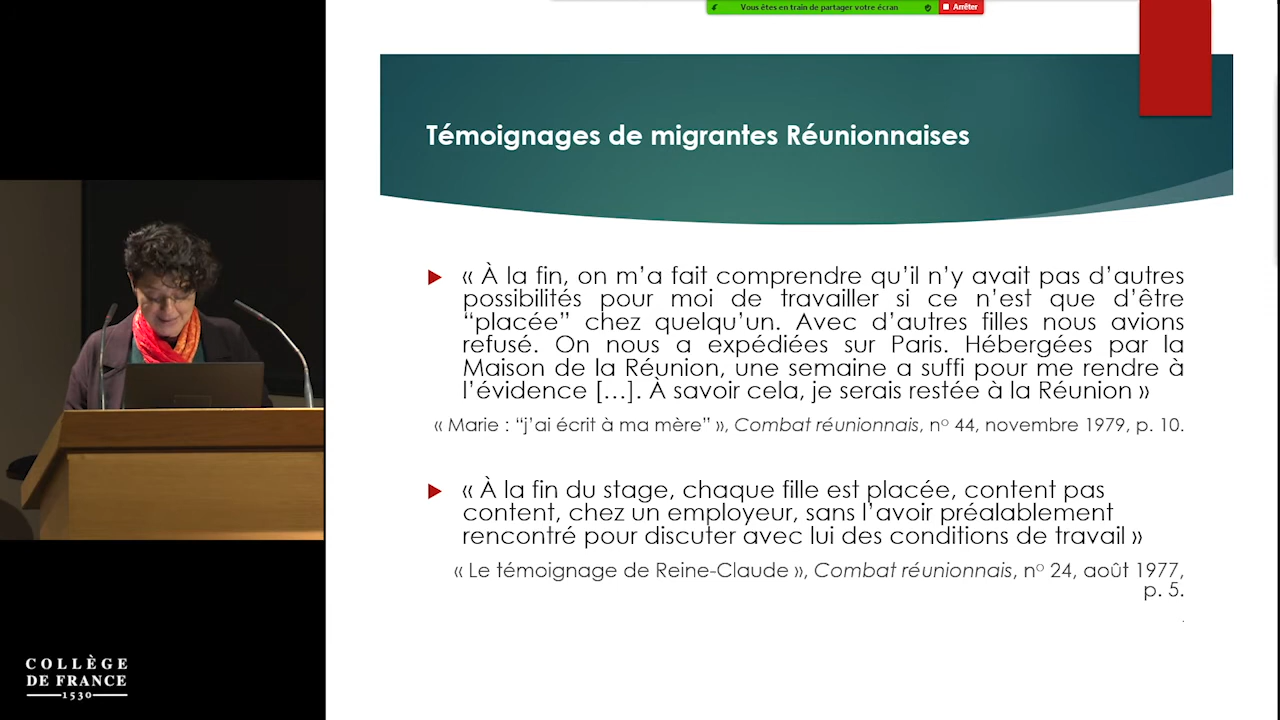 Vous êtes en train de partager votre écran
Arrêter
Témoignages de migrantes Réunionnaises
« À la fin, on m’a fait comprendre qu’il n’y avait pas d’autres
possibilités pour moi de travailler si ce n’est que d’être
“placée” chez quelqu’un. Avec d’autres filles nous avions
refusé. On nous a expédiées sur Paris. Hébergées par la
Maison de la Réunion, une semaine a suffi pour me rendre à
l’évidence […]. À savoir cela, je serais restée à la Réunion »
« Marie : “j’ai écrit à ma mère” », Combat réunionnais, nº 44, novembre 1979, p. 10.
« À la fin du stage, chaque fille est placée, content pas
content, chez un employeur, sans l’avoir préalablement
rencontré pour discuter avec lui des conditions de travail »
« Le témoignage de Reine-Claude », Combat réunionnais, nº 24, août 1977,
p. 5.
.
COLLÈGE
DE FRANCE
1530